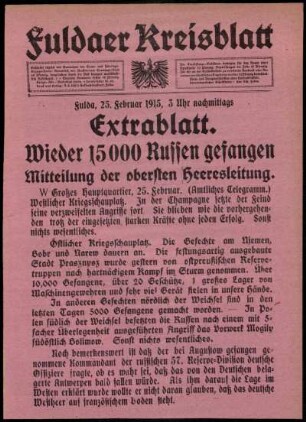 Fuldaer Kreisblatt
Fulda, 25. Februar 1915, 3 Uhr nachmittags
Extrablatt.
Wieder 15000 Russen gefangen
Mitteilung der obersten Heeresleitung.
W Großes Hauptquartier, 25. Februar. (Amtliches Telegramm.)
Westlicher Kriegsschauplatz. In der Champagne setzte der Feind
seine verzweifelten Angriffe fort. Sie blieben wie die vorhergehen-
den trotz der eingesetzten starken Kräfte ohne jeden Erfolg. Sonst
nichts wesentliches.
Östlicher Kriegsschauplatz. Die Gefechte am Niemen,
Bobr und Narew dauern an. Die festungsartig ausgebaute
Stadt Prasznysz wurde gestern von ostpreußischen Reserve-
truppen nach hartnäckigem Kampf im Sturm genommen. Über
10,000 Gefangene, über 20 Geschütze, 1 großes Lager von
Maschinengewehren und sehr viel Gerät fielen in unsere Hände.
In anderen Gefechten nördlich der Weichsel sind in den
letzten Tagen 5000 Gefangene gemacht worden. In Po-
len südlich der Weichsel besetzten die Russen nach einem mit 5-
facher Überlegenheit ausgeführten Angriff das Vorwerk Mogily
südöstlich Bolimow. Sonst nichts wesentliches.
Noch bemerkenswert ist daß der bei Augustow gefangen ge-
nommene Kommandant der russischen 57. Reserve-Division deutsche
Offiziere fragte, ob es wahr sei, daß das von den Deutschen bela-
gerte Antwerpen bald fallen würde. Als ihm darauf die Lage im
Westen erklärt wurde wollte er nicht daran glauben, daß das deutsche
Westheer auf französischem Boden steht.